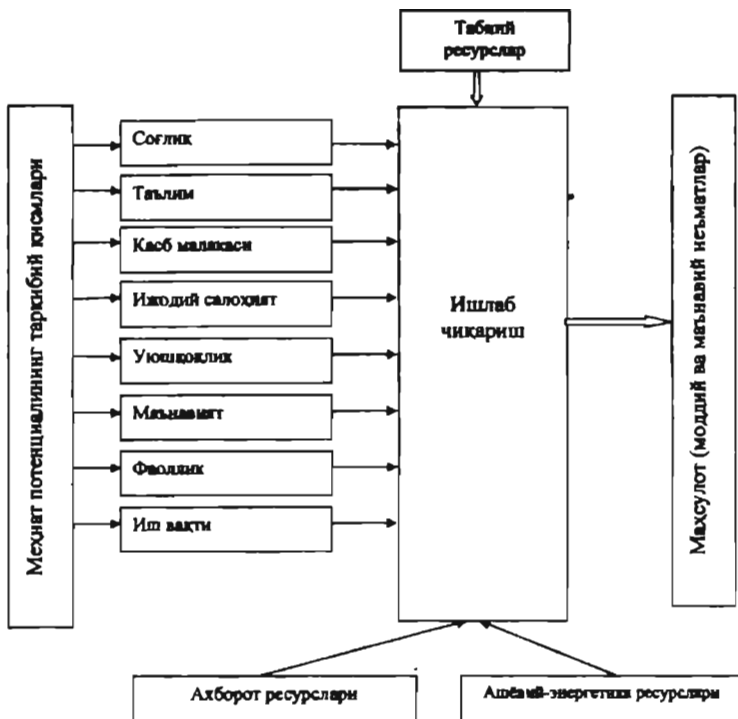 Табиий
ресурслар
Меҳнат потенциалининг таркибий қисмлари
Соғлик
Таълим
Касб малакаси
Ижодий салоҳият
Уюшқоқлик
Маънавият
Фаоллик
Иш вақти
Ишлаб
чиқариш
Маҳсулот (моддий ва маънавий неъматлар)
Ахборот ресурслари
Ашёвий-энергетика ресурслари